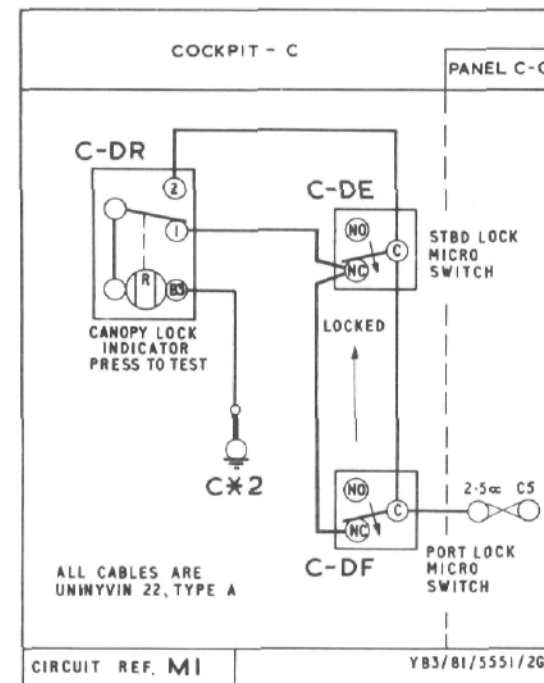 COCKPIT - C
PANEL C-C
C-DR
2
1
R
B3
CANOPY LOCK
INDICATOR
PRESS TO TEST
C-DE
NO
C
NC
STBD LOCK
MICRO
SWITCH
LOCKED
C*2
NO
C
NC
C-DF
2·5∝ C5
PORT LOCK
MICRO
SWITCH
ALL CABLES ARE
UNINYVIN 22, TYPE A
CIRCUIT REF. M1
YB3/81/5551/2G